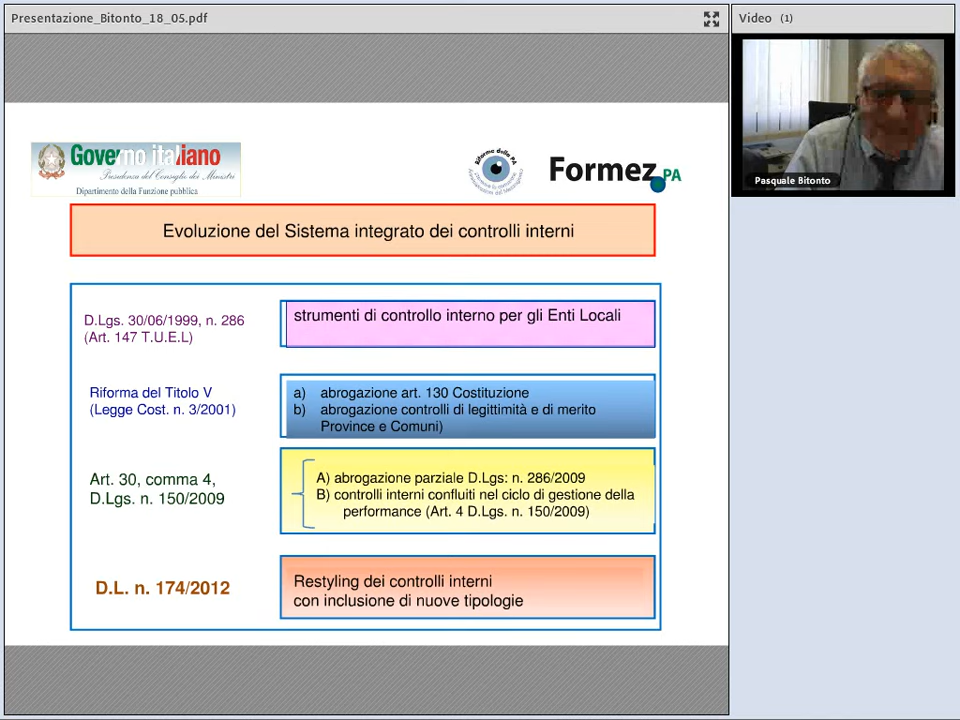 Presentazione_Bitonto_18_05.pdf
Video (1)
Governo italiano
Presidenza del Consiglio dei Ministri
Dipartimento della Funzione pubblica
Riforma della PA
Formez PA
Pasquale Bitonto
Evoluzione del Sistema integrato dei controlli interni
D.Lgs. 30/06/1999, n. 286
(Art. 147 T.U.E.L)
strumenti di controllo interno per gli Enti Locali
Riforma del Titolo V
(Legge Cost. n. 3/2001)
a) abrogazione art. 130 Costituzione
b) abrogazione controlli di legittimità e di merito
Province e Comuni)
Art. 30, comma 4,
D.Lgs. n. 150/2009
A) abrogazione parziale D.Lgs: n. 286/2009
B) controlli interni confluiti nel ciclo di gestione della
performance (Art. 4 D.Lgs. n. 150/2009)
D.L. n. 174/2012
Restyling dei controlli interni
con inclusione di nuove tipologie